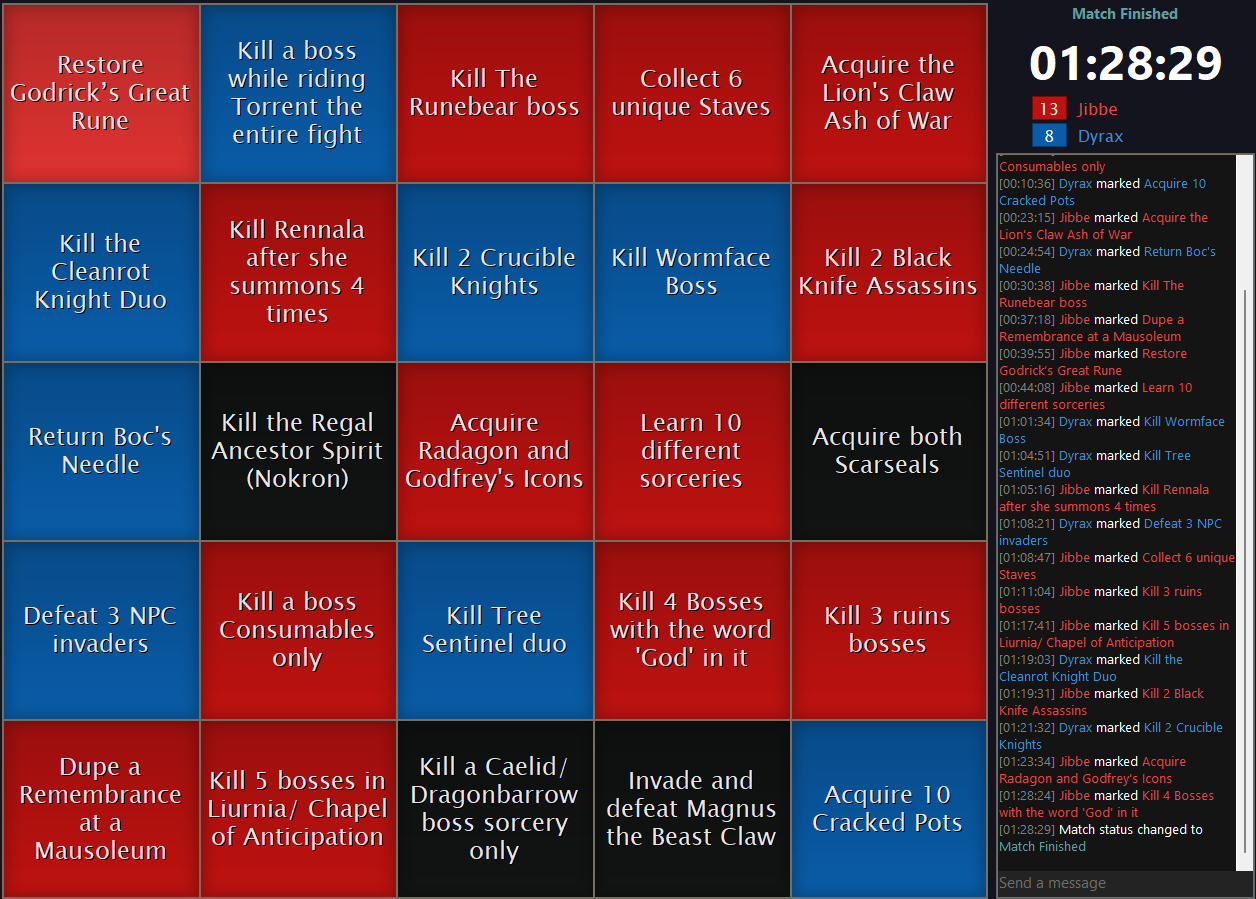 Restore
Godrick’s Great
Rune
Kill a boss
while riding
Torrent the
entire fight
Kill The
Runebear boss
Collect 6
unique Staves
Acquire the
Lion's Claw
Ash of War
Kill the
Cleanrot
Knight Duo
Kill Rennala
after she
summons 4
times
Kill 2 Crucible
Knights
Kill Wormface
Boss
Kill 2 Black
Knife Assassins
Return Boc's
Needle
Kill the Regal
Ancestor Spirit
(Nokron)
Acquire
Radagon and
Godfrey's Icons
Learn 10
different
sorceries
Acquire both
Scarseals
Defeat 3 NPC
invaders
Kill a boss
Consumables
only
Kill Tree
Sentinel duo
Kill 4 Bosses
with the word
'God' in it
Kill 3 ruins
bosses
Dupe a
Remembrance
at a
Mausoleum
Kill 5 bosses in
Liurnia/ Chapel
of Anticipation
Kill a Caelid/
Dragonbarrow
boss sorcery
only
Invade and
defeat Magnus
the Beast Claw
Acquire 10
Cracked Pots
Match Finished
01:28:29
13 Jibbe
8 Dyrax
Consumables only
[00:10:36] Dyrax marked Acquire 10
Cracked Pots
[00:23:15] Jibbe marked Acquire the
Lion's Claw Ash of War
[00:24:54] Dyrax marked Return Boc's
Needle
[00:30:38] Jibbe marked Kill The
Runebear boss
[00:37:18] Jibbe marked Dupe a
Remembrance at a Mausoleum
[00:39:55] Jibbe marked Restore
Godrick's Great Rune
[00:44:08] Jibbe marked Learn 10
different sorceries
[01:01:34] Dyrax marked Kill Wormface
Boss
[01:04:51] Dyrax marked Kill Tree
Sentinel duo
[01:05:16] Jibbe marked Kill Rennala
after she summons 4 times
[01:08:21] Dyrax marked Defeat 3 NPC
invaders
[01:08:47] Jibbe marked Collect 6 unique
Staves
[01:11:04] Jibbe marked Kill 3 ruins
bosses
[01:17:41] Jibbe marked Kill 5 bosses in
Liurnia/ Chapel of Anticipation
[01:19:03] Dyrax marked Kill the
Cleanrot Knight Duo
[01:19:31] Jibbe marked Kill 2 Black
Knife Assassins
[01:21:32] Dyrax marked Kill 2 Crucible
Knights
[01:23:34] Jibbe marked Acquire
Radagon and Godfrey's Icons
[01:28:24] Jibbe marked Kill 4 Bosses
with the word 'God' in it
[01:28:29] Match status changed to
Match Finished
Send a message